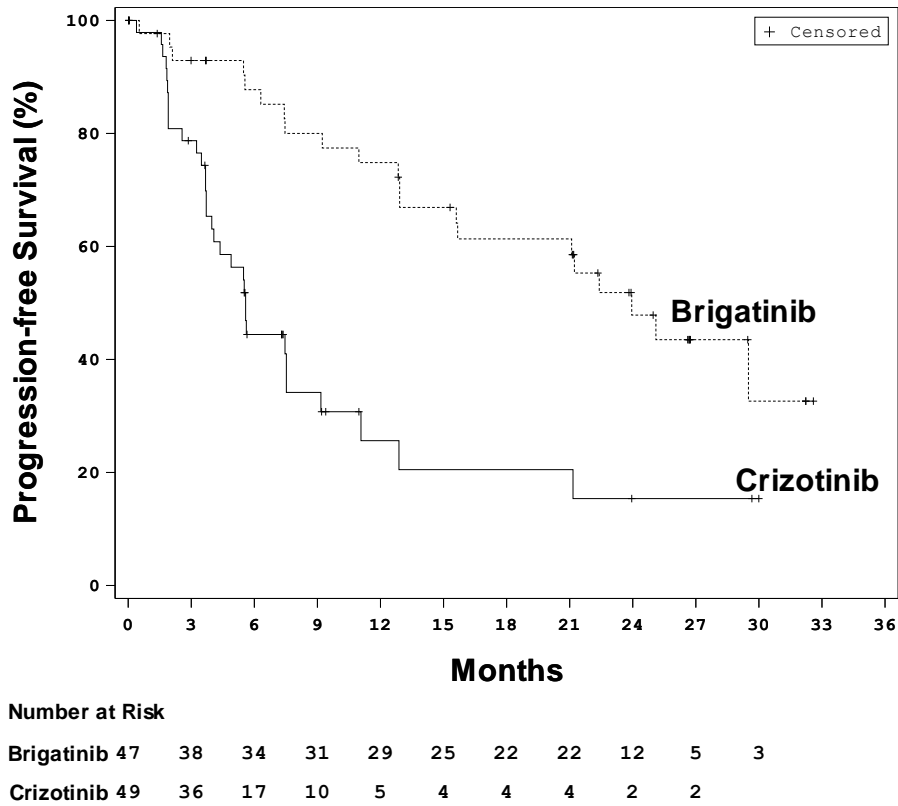 + Censored
Progression-free Survival (%)
100
80
60
40
20
0
Brigatinib
Crizotinib
0 3 6 9 12 15 18 21 24 27 30 33 36
Months
Number at Risk
Brigatinib 47 38 34 31 29 25 22 22 12 5 3
Crizotinib 49 36 17 10 5 4 4 4 2 2